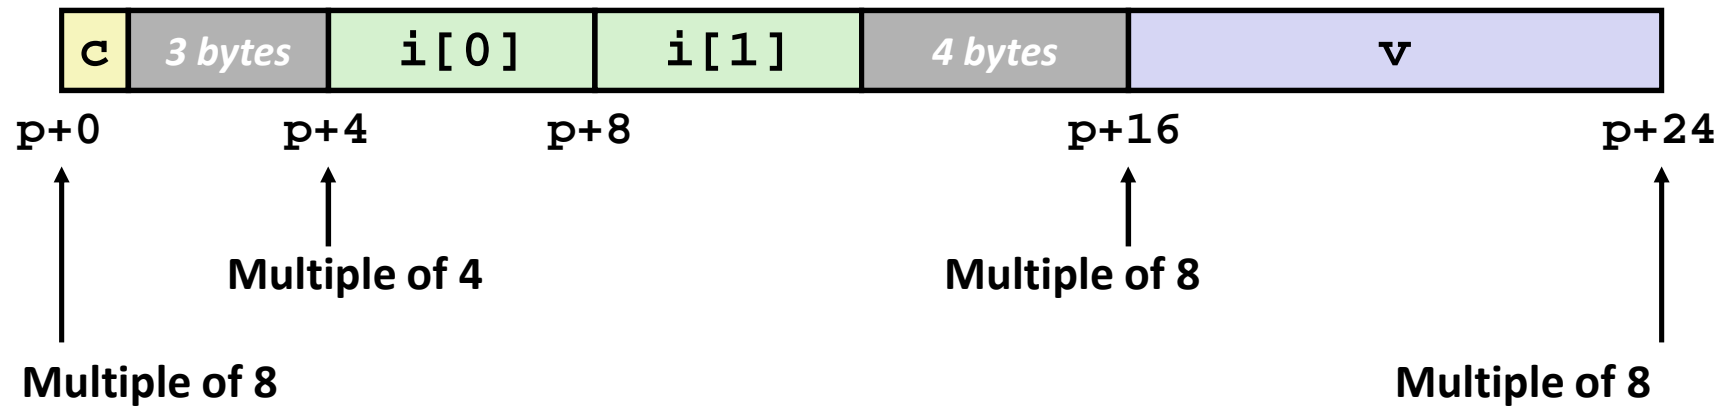 c 3 bytes i[0] i[1] 4 bytes v
p+0 p+4 p+8 p+16 p+24
Multiple of 4 Multiple of 8
Multiple of 8 Multiple of 8